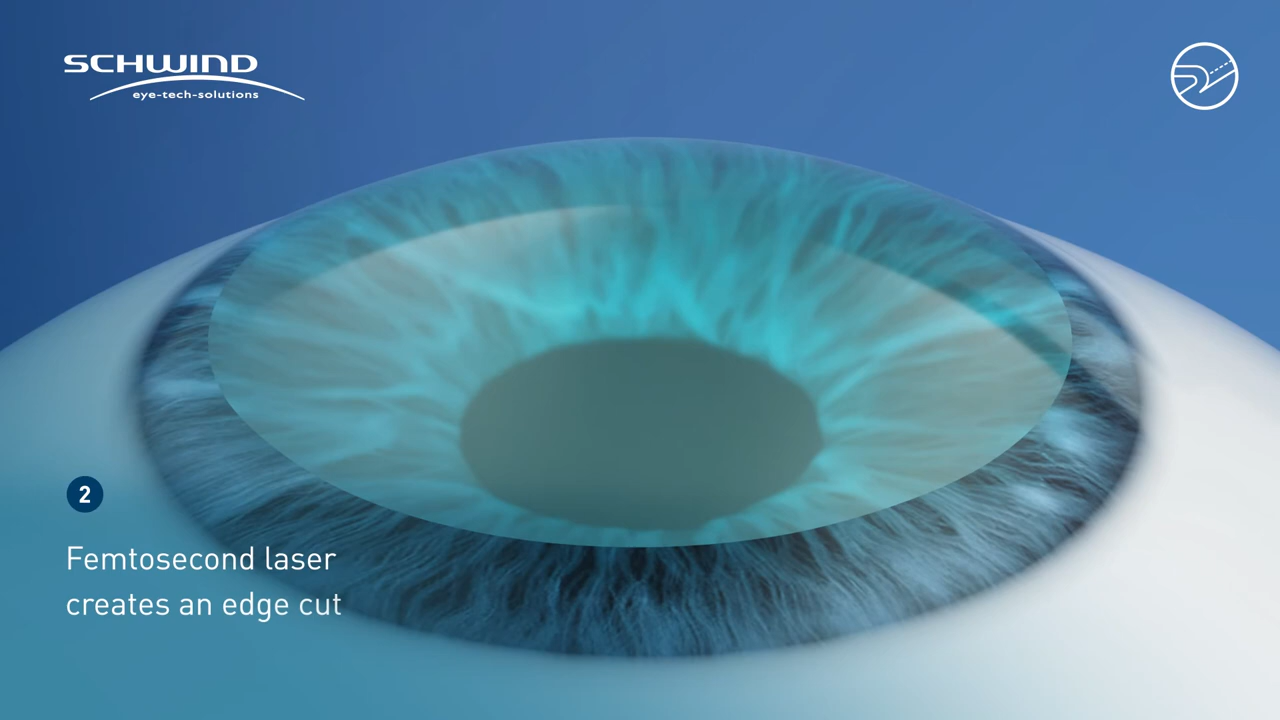 SCHWIND
eye-tech-solutions
2
Femtosecond laser
creates an edge cut